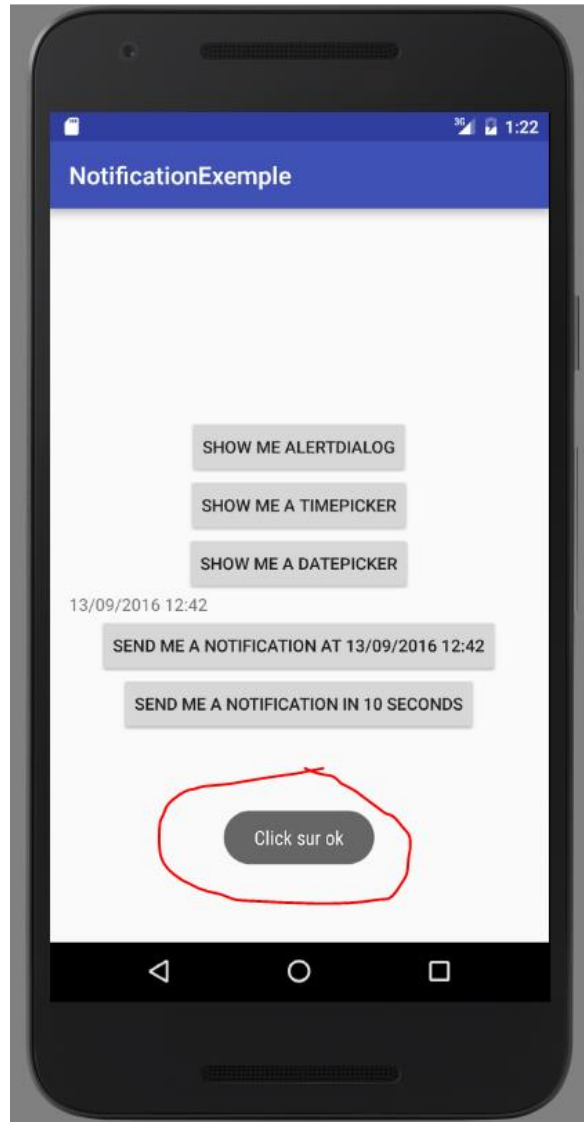 3G 1:22
NotificationExemple
SHOW ME ALERTDIALOG
SHOW ME A TIMEPICKER
SHOW ME A DATEPICKER
13/09/2016 12:42
SEND ME A NOTIFICATION AT 13/09/2016 12:42
SEND ME A NOTIFICATION IN 10 SECONDS
Click sur ok